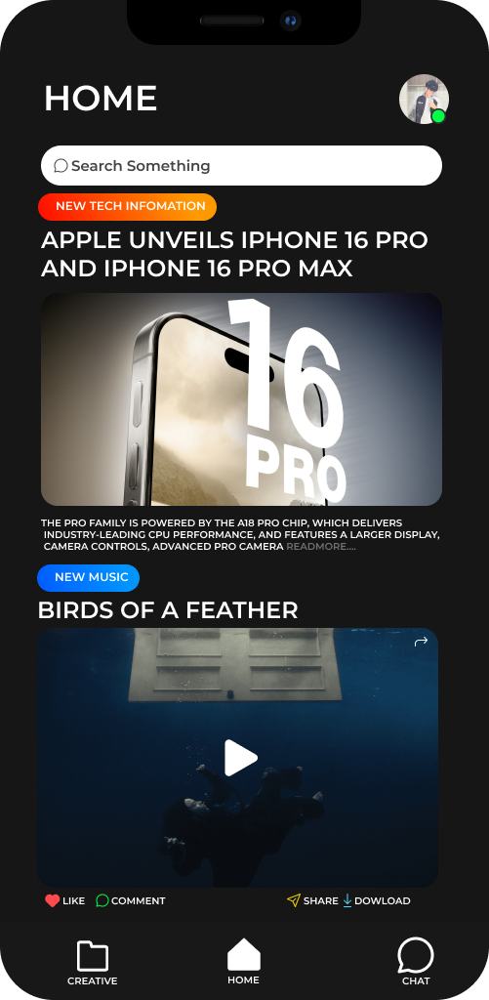 HOME
Search Something
NEW TECH INFOMATION
APPLE UNVEILS IPHONE 16 PRO
AND IPHONE 16 PRO MAX
16
PRO
THE PRO FAMILY IS POWERED BY THE A18 PRO CHIP, WHICH DELIVERS
INDUSTRY-LEADING CPU PERFORMANCE, AND FEATURES A LARGER DISPLAY,
CAMERA CONTROLS, ADVANCED PRO CAMERA READMORE....
NEW MUSIC
BIRDS OF A FEATHER
LIKE COMMENT SHARE DOWLOAD
CREATIVE HOME CHAT